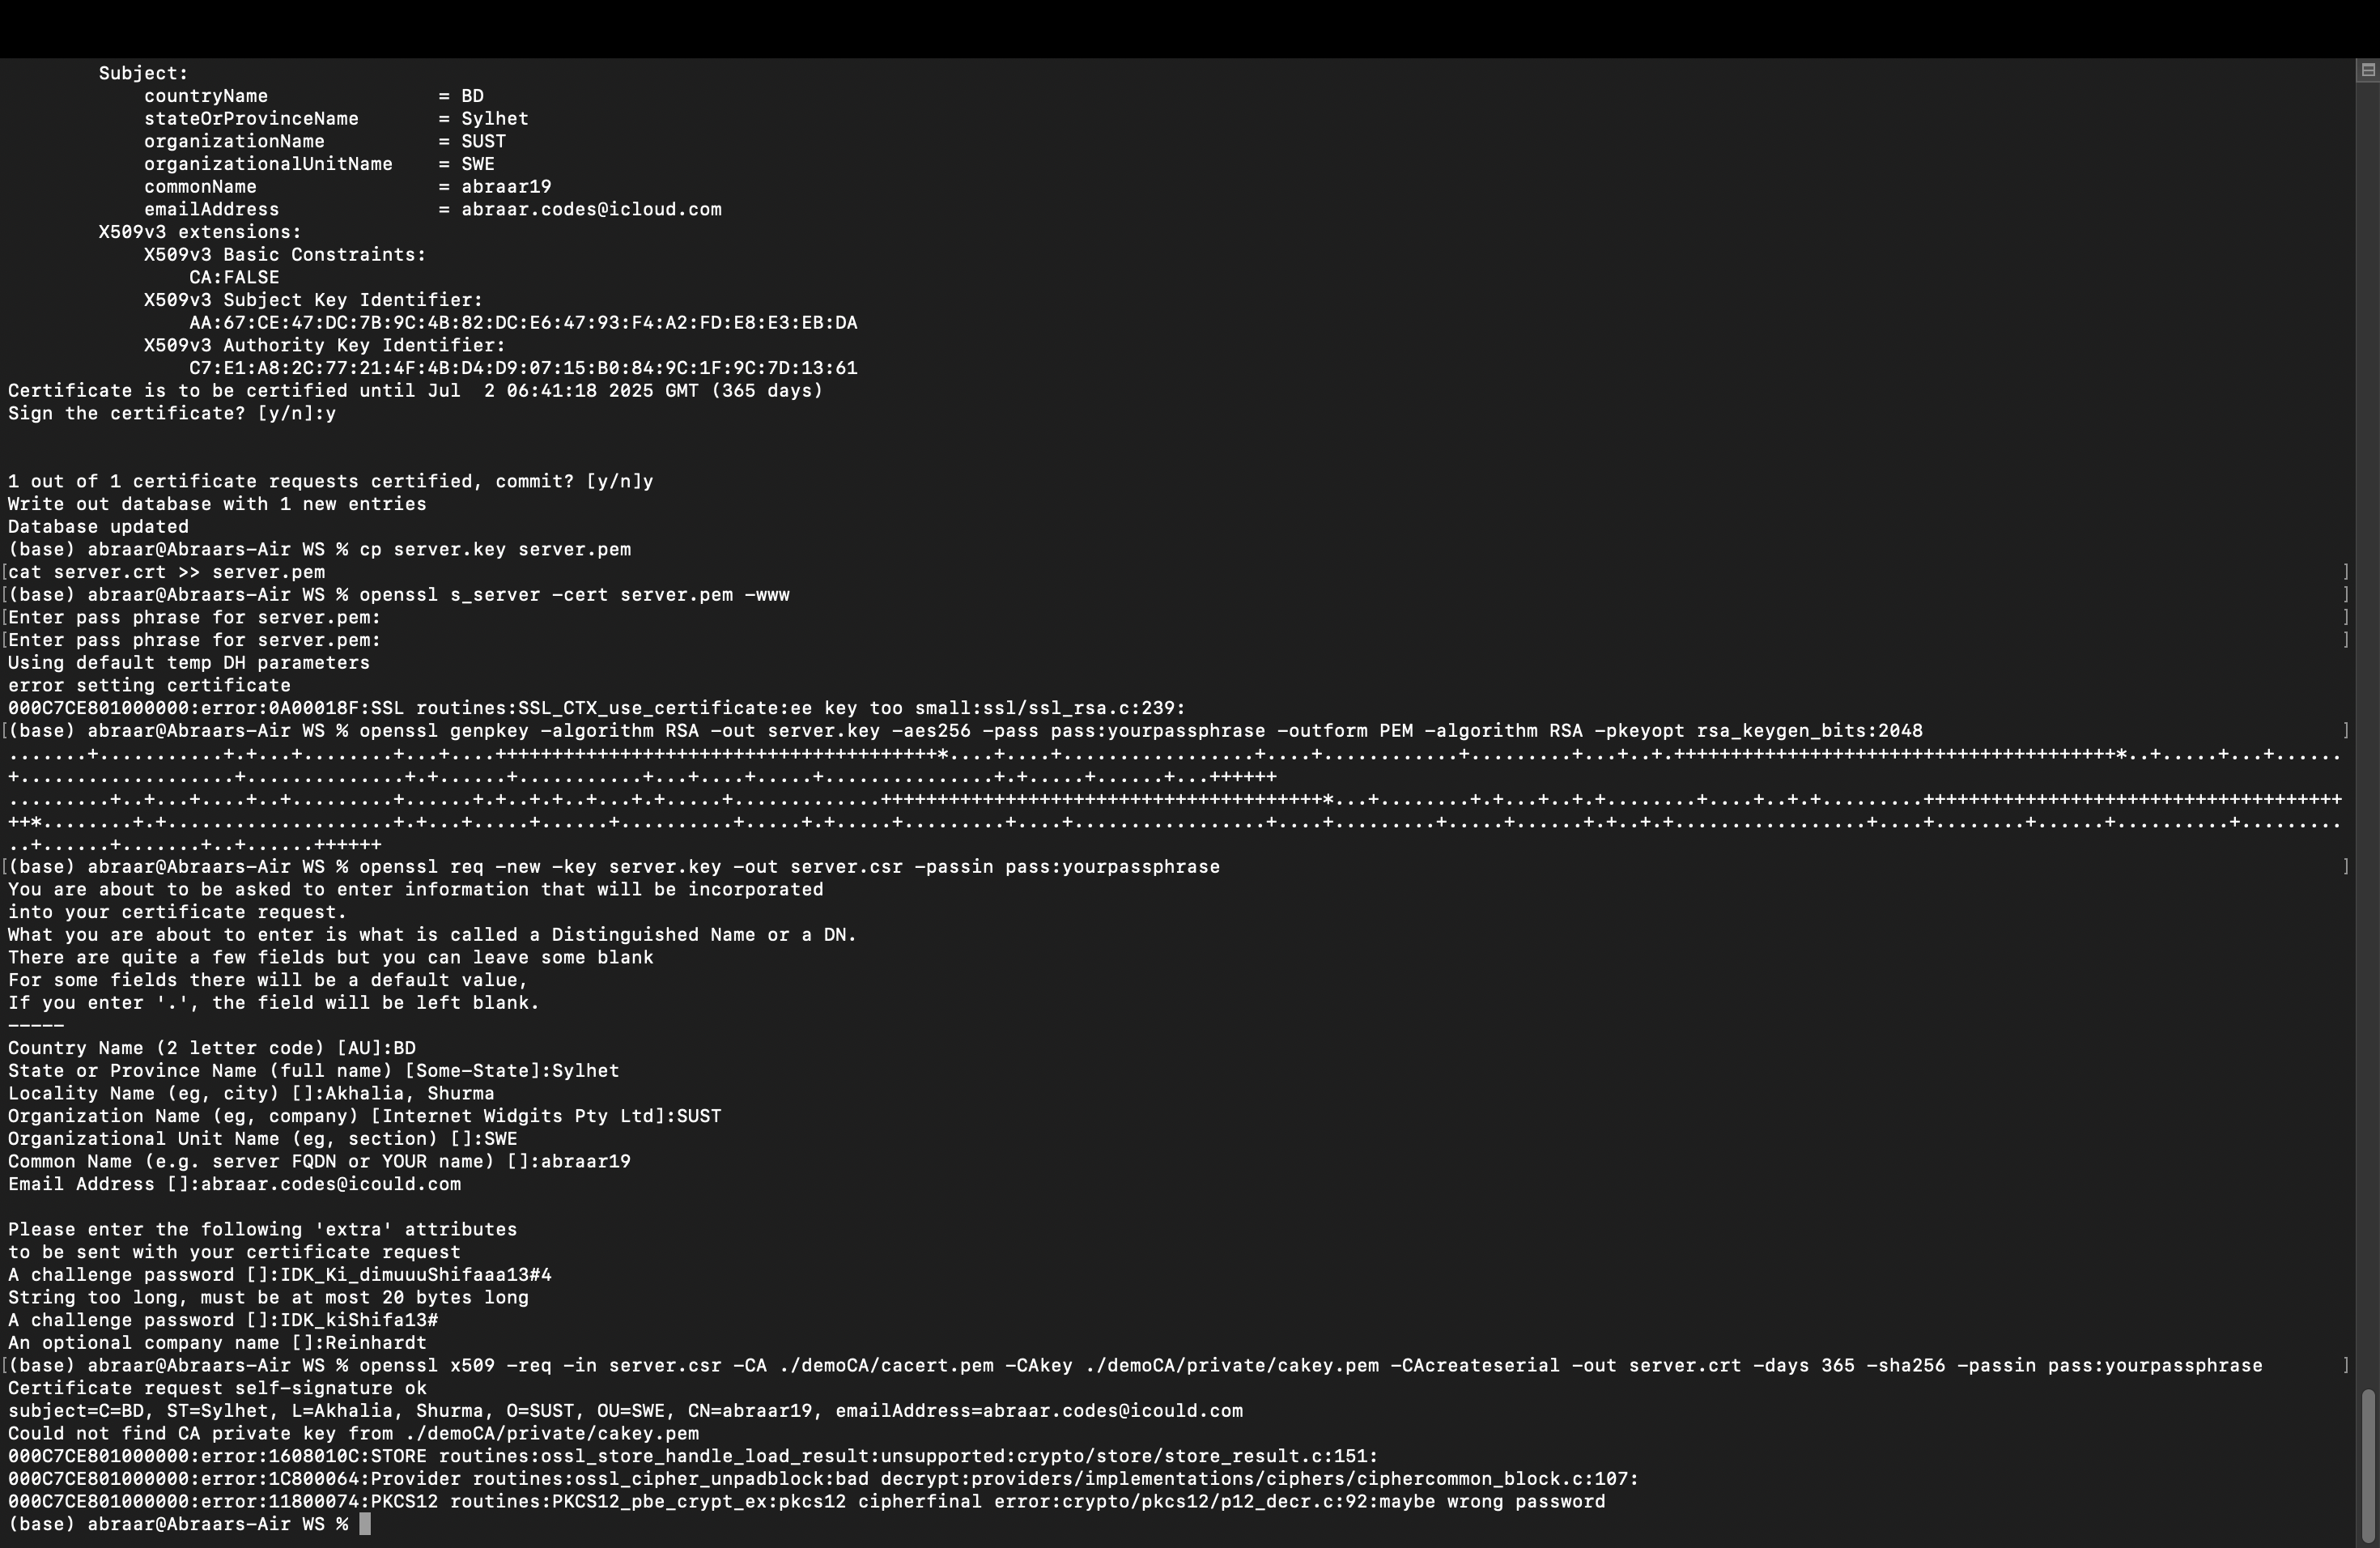 Subject:
countryName = BD
stateOrProvinceName = Sylhet
organizationName = SUST
organizationalUnitName = SWE
commonName = abraar19
emailAddress = abraar.codes@icloud.com
X509v3 extensions:
X509v3 Basic Constraints:
CA:FALSE
X509v3 Subject Key Identifier:
AA:67:CE:47:DC:7B:9C:4B:82:DC:E6:47:93:F4:A2:FD:E8:E3:EB:DA
X509v3 Authority Key Identifier:
C7:E1:A8:2C:77:21:4F:4B:D4:D9:07:15:B0:84:9C:1F:9C:7D:13:61
Certificate is to be certified until Jul  2 06:41:18 2025 GMT (365 days)
Sign the certificate? [y/n]:y
1 out of 1 certificate requests certified, commit? [y/n]y
Write out database with 1 new entries
Database updated
(base) abraar@Abraars-Air WS % cp server.key server.pem
[cat server.crt >> server.pem ]
[(base) abraar@Abraars-Air WS % openssl s_server -cert server.pem -www ]
[Enter pass phrase for server.pem: ]
[Enter pass phrase for server.pem: ]
Using default temp DH parameters
error setting certificate
000C7CE801000000:error:0A00018F:SSL routines:SSL_CTX_use_certificate:ee key too small:ssl/ssl_rsa.c:239:
[(base) abraar@Abraars-Air WS % openssl genpkey -algorithm RSA -out server.key -aes256 -pass pass:yourpassphrase -outform PEM -algorithm RSA -pkeyopt rsa_keygen_bits:2048 ]
[(base) abraar@Abraars-Air WS % openssl req -new -key server.key -out server.csr -passin pass:yourpassphrase ]
You are about to be asked to enter information that will be incorporated
into your certificate request.
What you are about to enter is what is called a Distinguished Name or a DN.
There are quite a few fields but you can leave some blank
For some fields there will be a default value,
If you enter '.', the field will be left blank.
-----
Country Name (2 letter code) [AU]:BD
State or Province Name (full name) [Some-State]:Sylhet
Locality Name (eg, city) []:Akhalia, Shurma
Organization Name (eg, company) [Internet Widgits Pty Ltd]:SUST
Organizational Unit Name (eg, section) []:SWE
Common Name (e.g. server FQDN or YOUR name) []:abraar19
Email Address []:abraar.codes@icould.com
Please enter the following 'extra' attributes
to be sent with your certificate request
A challenge password []:IDK_Ki_dimuuuShifaaa13#4
String too long, must be at most 20 bytes long
A challenge password []:IDK_kiShifa13#
An optional company name []:Reinhardt
[(base) abraar@Abraars-Air WS % openssl x509 -req -in server.csr -CA ./demoCA/cacert.pem -CAkey ./demoCA/private/cakey.pem -CAcreateserial -out server.crt -days 365 -sha256 -passin pass:yourpassphrase ]
Certificate request self-signature ok
subject=C=BD, ST=Sylhet, L=Akhalia, Shurma, O=SUST, OU=SWE, CN=abraar19, emailAddress=abraar.codes@icould.com
Could not find CA private key from ./demoCA/private/cakey.pem
000C7CE801000000:error:1608010C:STORE routines:ossl_store_handle_load_result:unsupported:crypto/store/store_result.c:151:
000C7CE801000000:error:1C800064:Provider routines:ossl_cipher_unpadblock:bad decrypt:providers/implementations/ciphers/ciphercommon_block.c:107:
000C7CE801000000:error:11800074:PKCS12 routines:PKCS12_pbe_crypt_ex:pkcs12 cipherfinal error:crypto/pkcs12/p12_decr.c:92:maybe wrong password
(base) abraar@Abraars-Air WS %